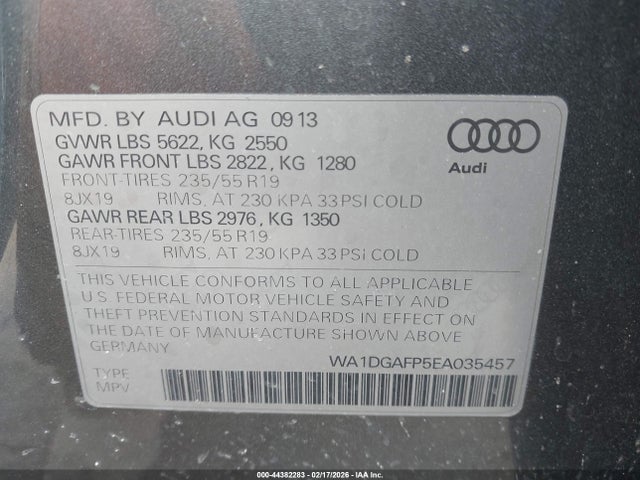 MFD. BY AUDI AG 09 13
GVWR LBS 5622, KG 2550
GAWR FRONT LBS 2822, KG 1280
FRONT-TIRES 235/55 R19
8JX19 RIMS, AT 230 KPA 33 PSI COLD
GAWR REAR LBS 2976, KG 1350
REAR-TIRES 235/55 R19
8JX19 RIMS, AT 230 KPA 33 PSI COLD
Audi
THIS VEHICLE CONFORMS TO ALL APPLICABLE
U.S. FEDERAL MOTOR VEHICLE SAFETY AND
THEFT PREVENTION STANDARDS IN EFFECT ON
THE DATE OF MANUFACTURE SHOWN ABOVE
GERMANY
WA1DGAFP5EA035457
TYPE
MPV
000-44382283 - 02/17/2026 - IAA Inc.